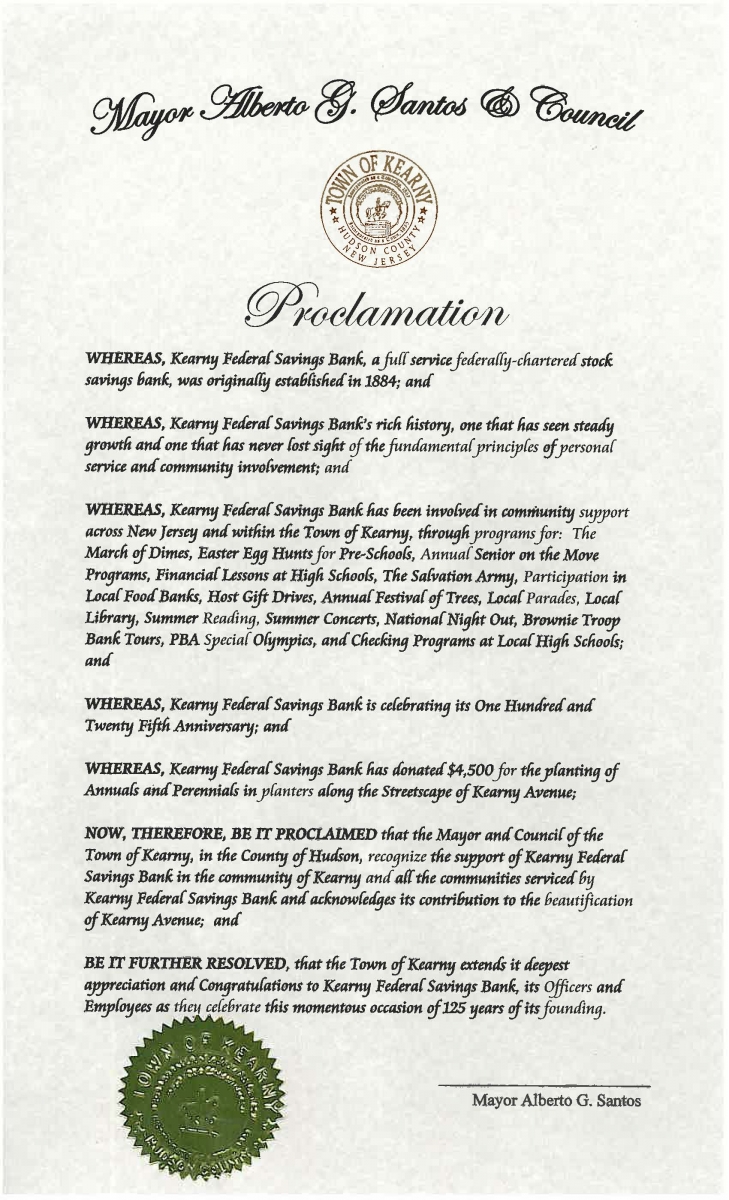 Mayor Alberto G. Santos & Council
TOWN OF KEARNY
HUDSON COUNTY
NEW JERSEY
Proclamation
WHEREAS, Kearny Federal Savings Bank, a full service federally-chartered stock
savings bank, was originally established in 1884; and
WHEREAS, Kearny Federal Savings Bank's rich history, one that has seen steady
growth and one that has never lost sight of the fundamental principles of personal
service and community involvement; and
WHEREAS, Kearny Federal Savings Bank has been involved in community support
across New Jersey and within the Town of Kearny, through programs for: The
March of Dimes, Easter Egg Hunts for Pre-Schools, Annual Senior on the Move
Programs, Financial Lessons at High Schools, The Salvation Army, Participation in
Local Food Banks, Host Gift Drives, Annual Festival of Trees, Local Parades, Local
Library, Summer Reading, Summer Concerts, National Night Out, Brownie Troop
Bank Tours, PBA Special Olympics, and Checking Programs at Local High Schools;
and
WHEREAS, Kearny Federal Savings Bank is celebrating its One Hundred and
Twenty Fifth Anniversary; and
WHEREAS, Kearny Federal Savings Bank has donated $4,500 for the planting of
Annuals and Perennials in planters along the Streetscape of Kearny Avenue;
NOW, THEREFORE, BE IT PROCLAIMED that the Mayor and Council of the
Town of Kearny, in the County of Hudson, recognize the support of Kearny Federal
Savings Bank in the community of Kearny and all the communities serviced by
Kearny Federal Savings Bank and acknowledges its contribution to the beautification
of Kearny Avenue; and
BE IT FURTHER RESOLVED, that the Town of Kearny extends it deepest
appreciation and Congratulations to Kearny Federal Savings Bank, its Officers and
Employees as they celebrate this momentous occasion of 125 years of its founding.
TOWN OF KEARNY
HUDSON COUNTY
Mayor Alberto G. Santos